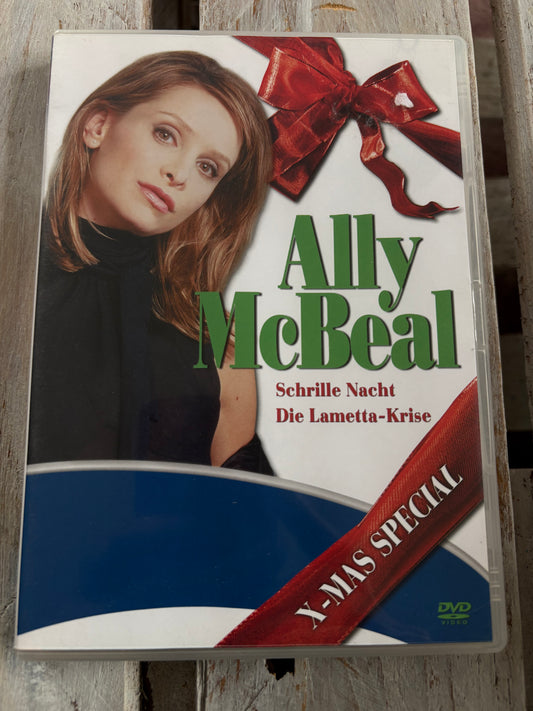 Ally
McBeal
Schrille Nacht
Die Lametta-Krise
X-MAS SPECIAL
DVD
VIDEO